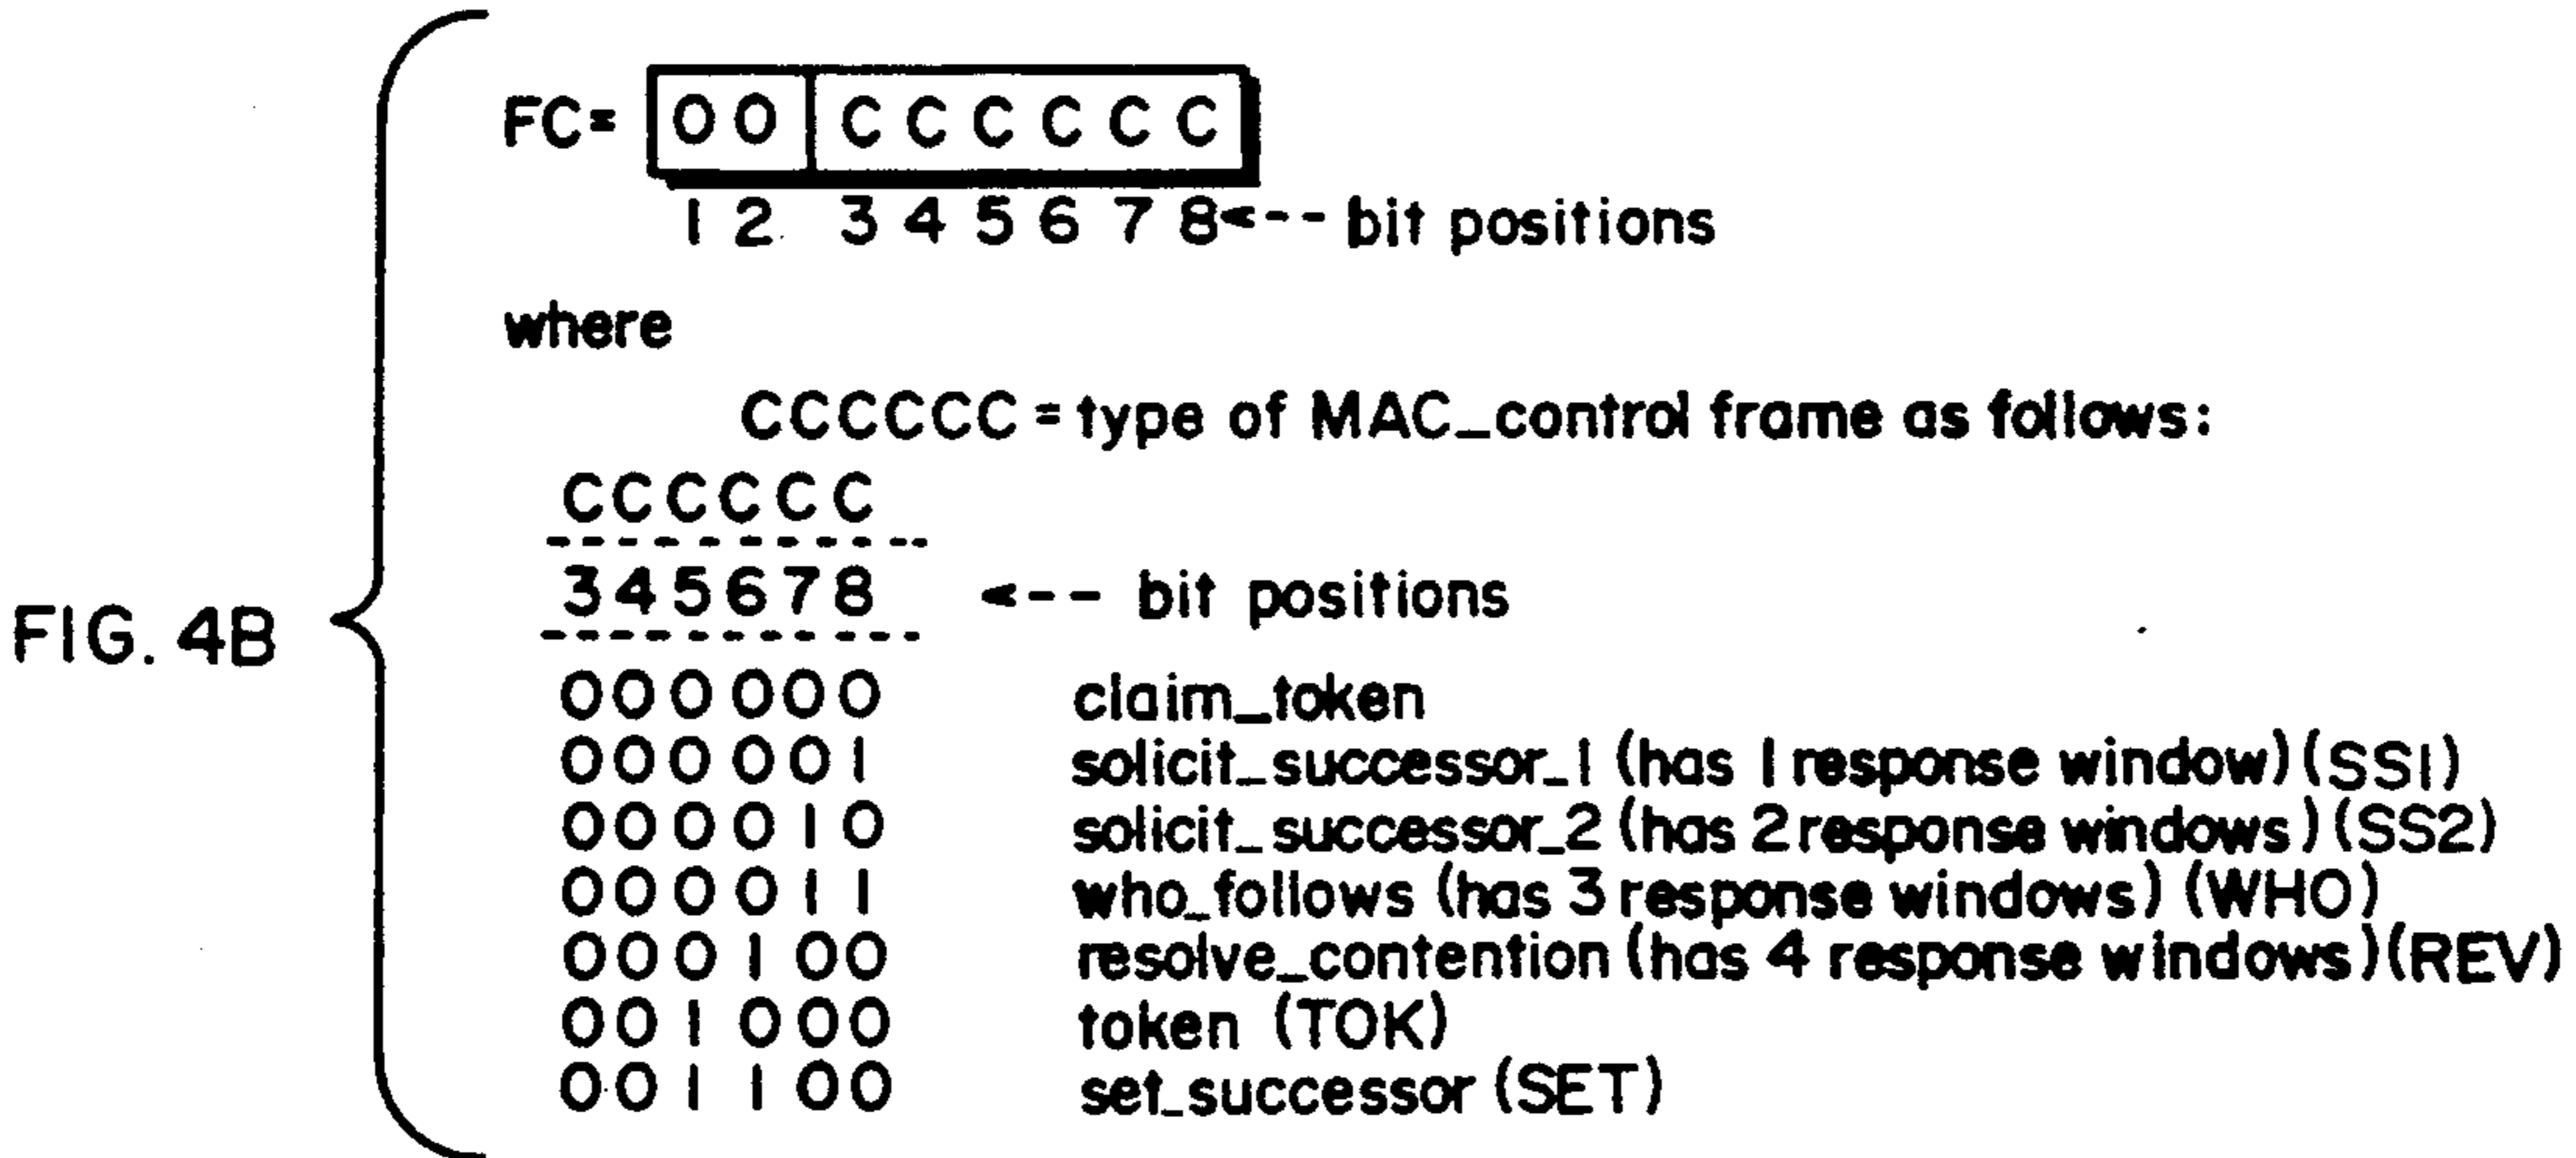 FC= 00 CCCCCC
12 345678<-- bit positions
where
CCCCCC = type of MAC_control frame as follows:
CCCCCC
----------
345678 <-- bit positions
----------
FIG. 4B
000000 claim_token
000001 solicit_successor_1 (has 1 response window)(SS1)
000010 solicit_successor_2 (has 2 response windows)(SS2)
000011 who_follows (has 3 response windows) (WHO)
000100 resolve_contention (has 4 response windows)(REV)
001000 token (TOK)
001100 set_successor (SET)